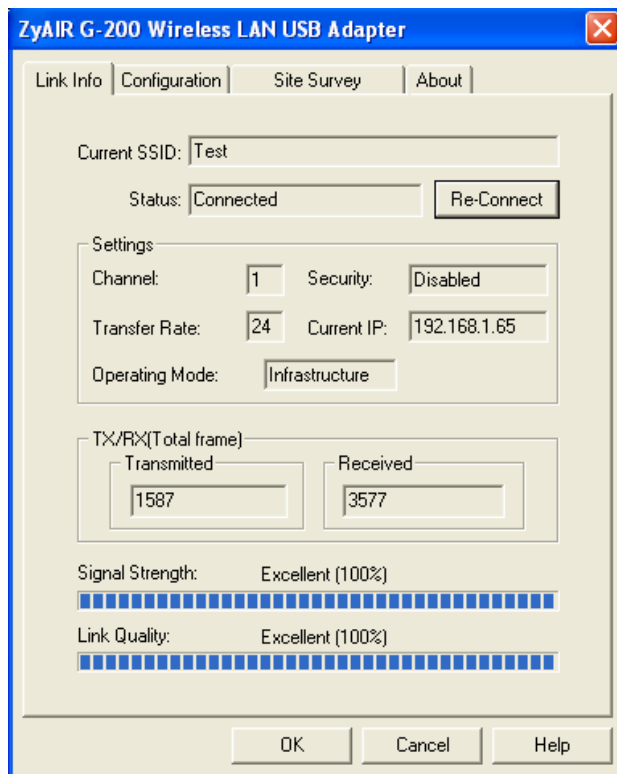 ZyAIR G-200 Wireless LAN USB Adapter
Link Info Configuration Site Survey About
Current SSID: Test
Status: Connected Re-Connect
Settings
Channel: 1 Security: Disabled
Transfer Rate: 24 Current IP: 192.168.1.65
Operating Mode: Infrastructure
TX/RX(Total frame)
Transmitted Received
1587 3577
Signal Strength: Excellent (100%)
Link Quality: Excellent (100%)
OK Cancel Help